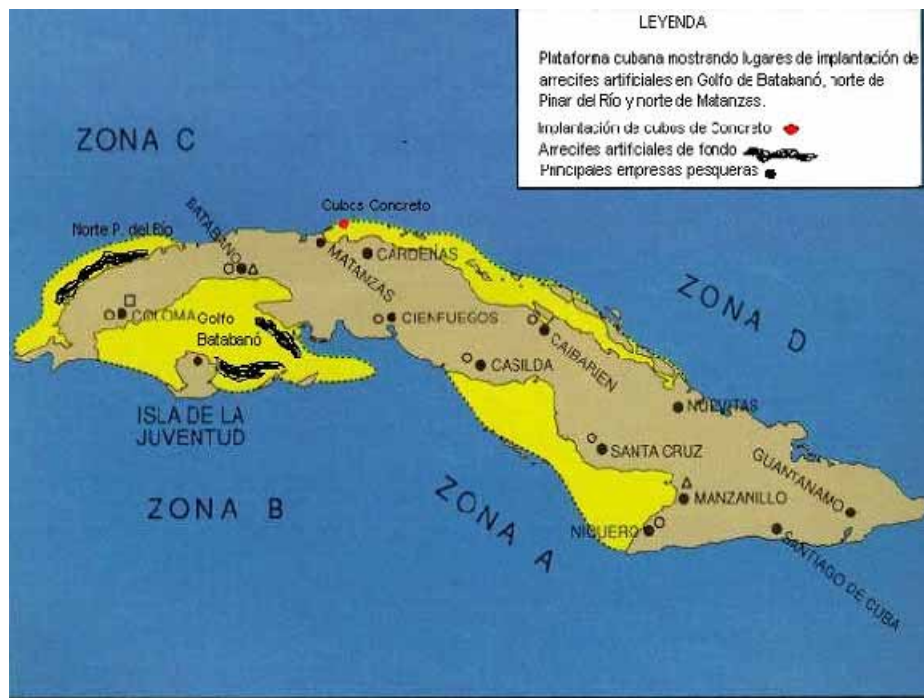 LEYENDA
Plataforma cubana mostrando lugares de implantación de
arrecifes artificiales en Golfo de Batabanó, norte de
Pinar del Río y norte de Matanzas.
Implantación de cubos de Concreto
Arrecifes artificiales de fondo
Principales empresas pesqueras
ZONA C
Cubos Concreto
Norte P. del Río
BATABANO
MATANZAS
CARDENAS
ZONA D
COLOMA
Golfo
Batabanó
CIENFUEGOS
CAIBARIEN
CASILDA
ISLA DE LA
JUVENTUD
NUEVITAS
SANTA CRUZ
GUANTANAMO
ZONA B
ZONA A
MANZANILLO
NIQUERO
SANTIAGO DE CUBA